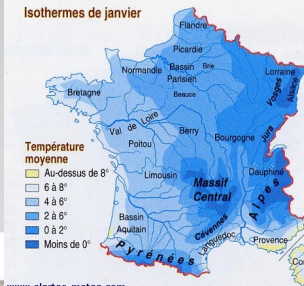 Isothermes de janvier
Flandre
Picardie
Normandie
Bassin
Parisien
Brie
Lorraine
Alsace
Vosges
Bretagne
Beauce
Val de Loire
Berry
Bourgogne
Jura
Poitou
Température
moyenne
Au-dessus de 8°
6 à 8°
4 à 6°
2 à 6°
0 à 2°
Moins de 0°
Limousin
Massif
Central
Dauphiné
Alpes
Bassin
Aquitain
Cévennes
Languedoc
Provence
Pyrénées